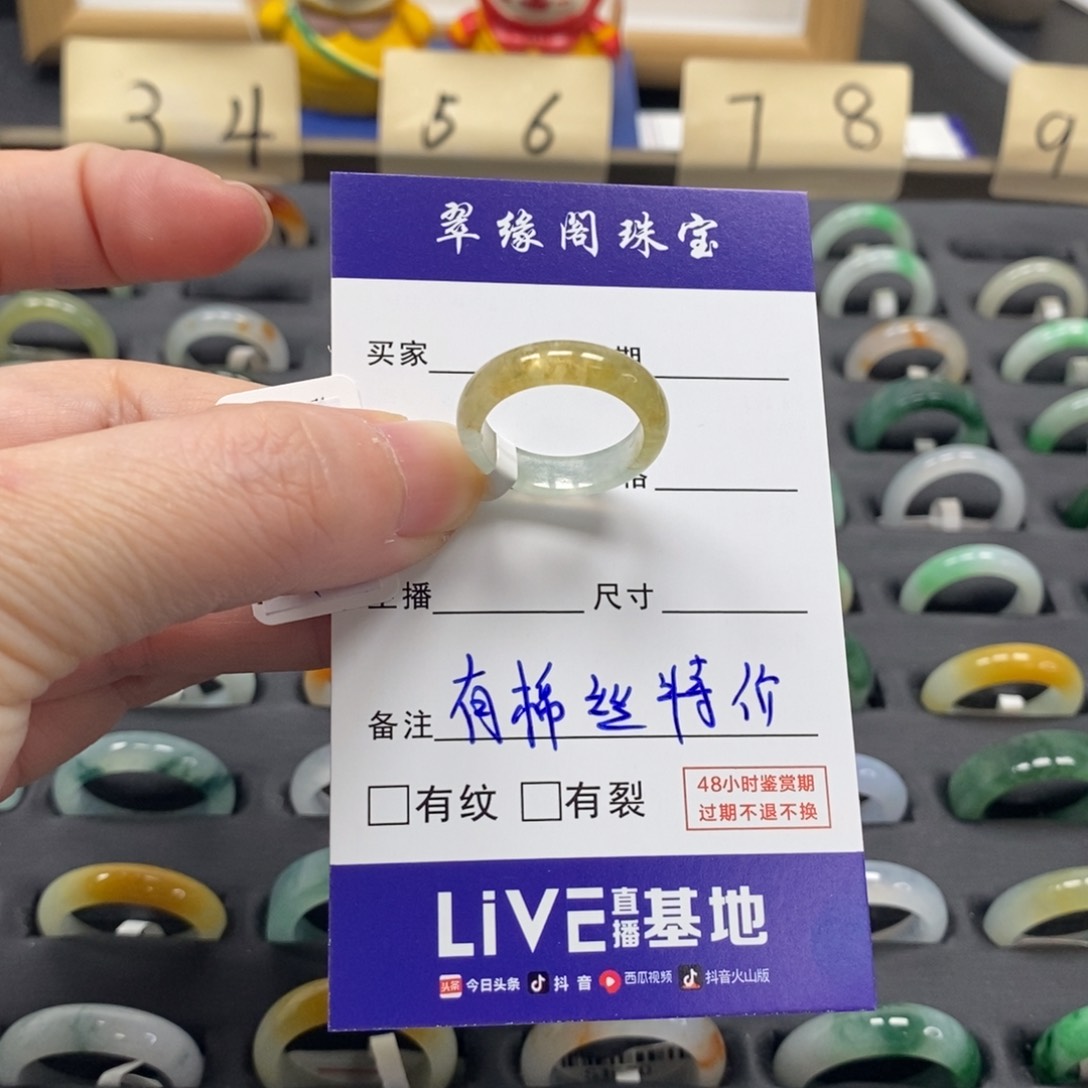 3 4
5 6
7 8
9
翠缘阁珠宝
买家 期
格
主播 尺寸
备注 有棉丝特价
有纹 有裂
48小时鉴赏期
过期不退不换
LiVE直播基地
头条 今日头条 抖音 西瓜视频 抖音火山版